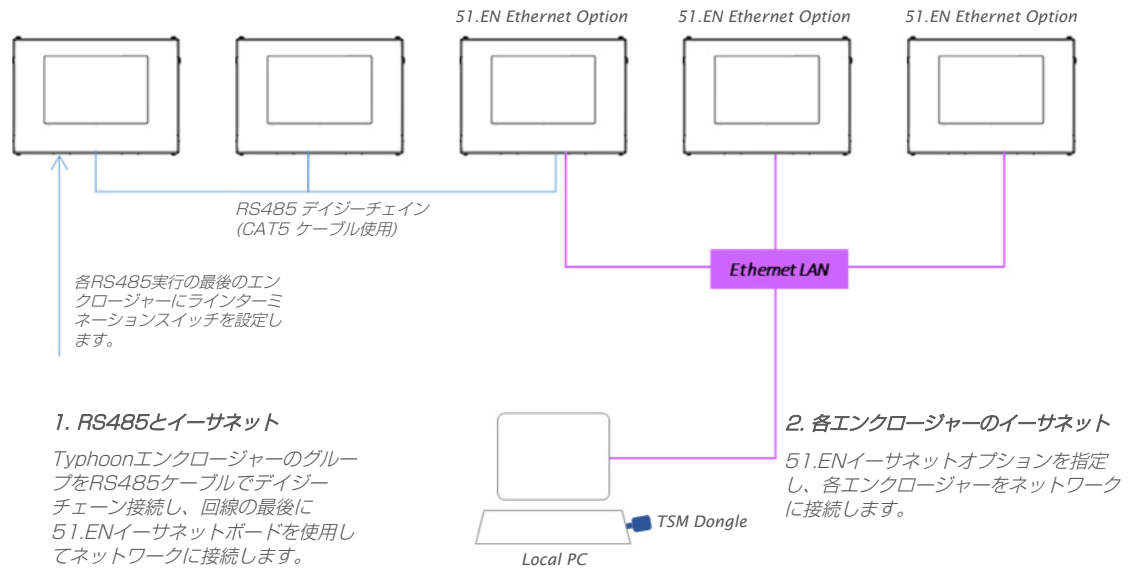 51.EN Ethernet Option
51.EN Ethernet Option
51.EN Ethernet Option
RS485 デイジーチェイン
(CAT5 ケーブル使用)
Ethernet LAN
各RS485実行の最後のエン
クロージャーにラインターミ
ネーションスイッチを設定し
ます。
1. RS485とイーサネット
Typhoonエンクロージャーのグルー
プをRS485ケーブルでデイジー
チェーン接続し、回線の最後に
51.ENイーサネットボードを使用し
てネットワークに接続します。
2. 各エンクロージャーのイーサネット
51.ENイーサネットオプションを指定
し、各エンクロージャーをネットワーク
に接続します。
TSM Dongle
Local PC